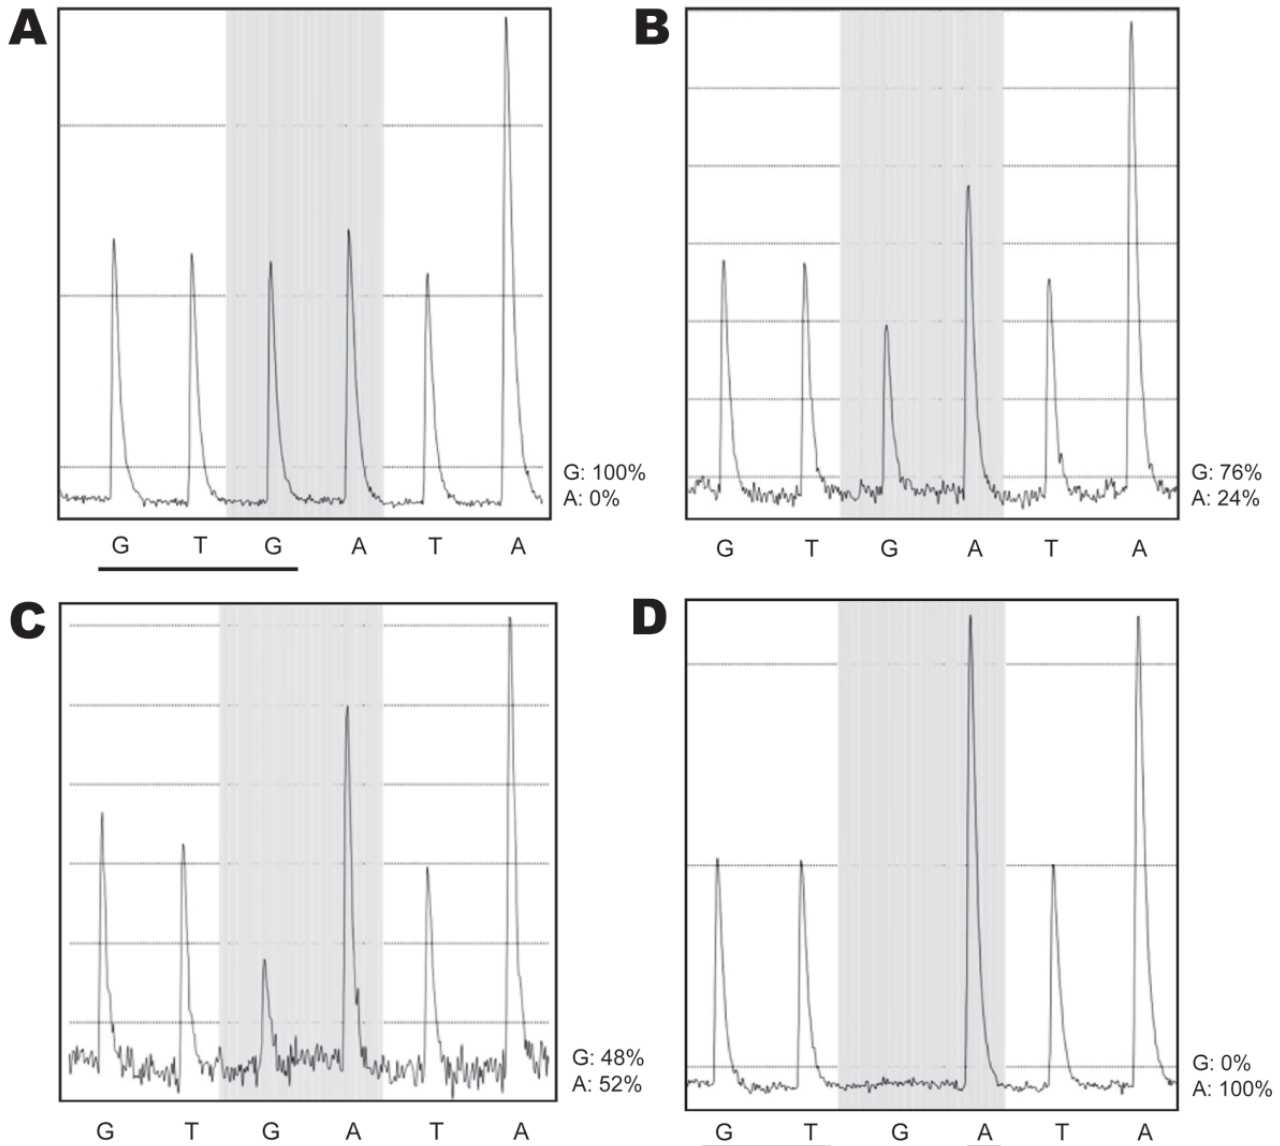 A
B
G: 100%
A: 0%
G: 76%
A: 24%
G T G A T A
G T G A T A
C
D
G: 48%
A: 52%
G: 0%
A: 100%
G T G A T A
G T G A T A